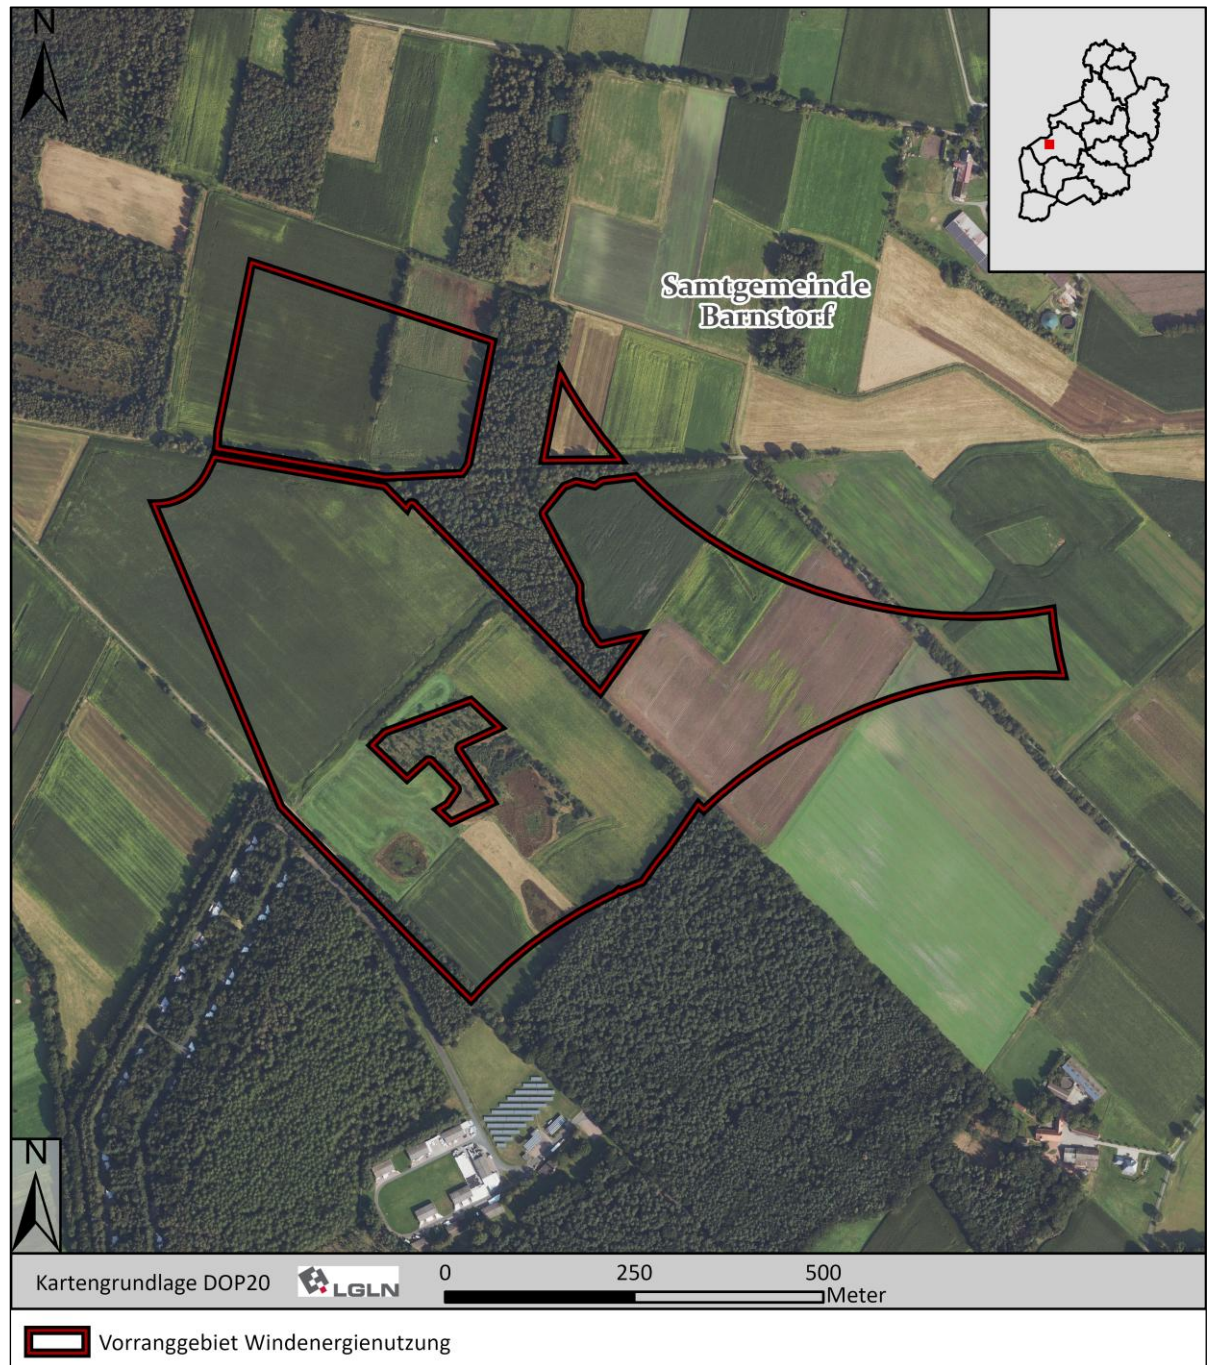 N
Samtgemeinde
Barnstorf
N
Kartengrundlage DOP20 LGLN 0 250 500 Meter
Vorranggebiet Windenergienutzung